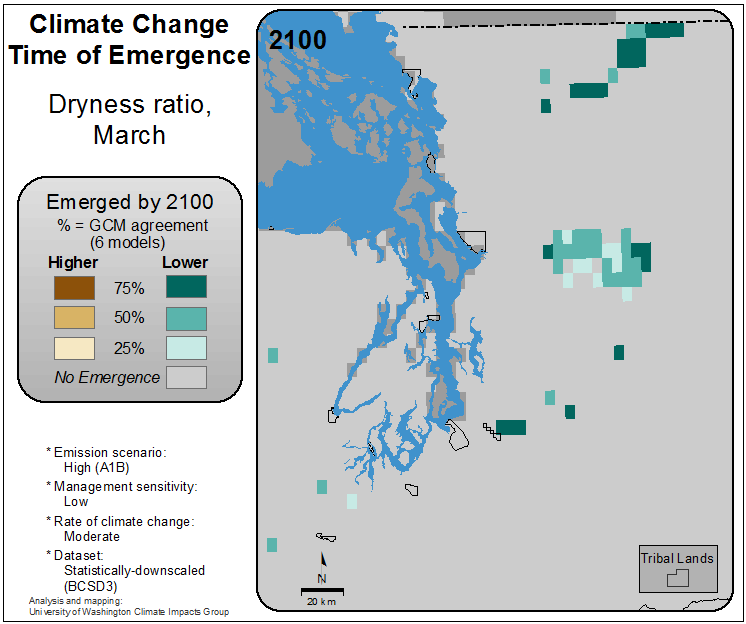 Climate Change
Time of Emergence
Dryness ratio,
March
Emerged by 2100
% = GCM agreement
(6 models)
Higher Lower
75%
50%
25%
No Emergence
* Emission scenario:
High (A1B)
* Management sensitivity:
Low
* Rate of climate change:
Moderate
* Dataset:
Statistically-downscaled
(BCSD3)
Analysis and mapping:
University of Washington Climate Impacts Group
2100
N
20 km
Tribal Lands